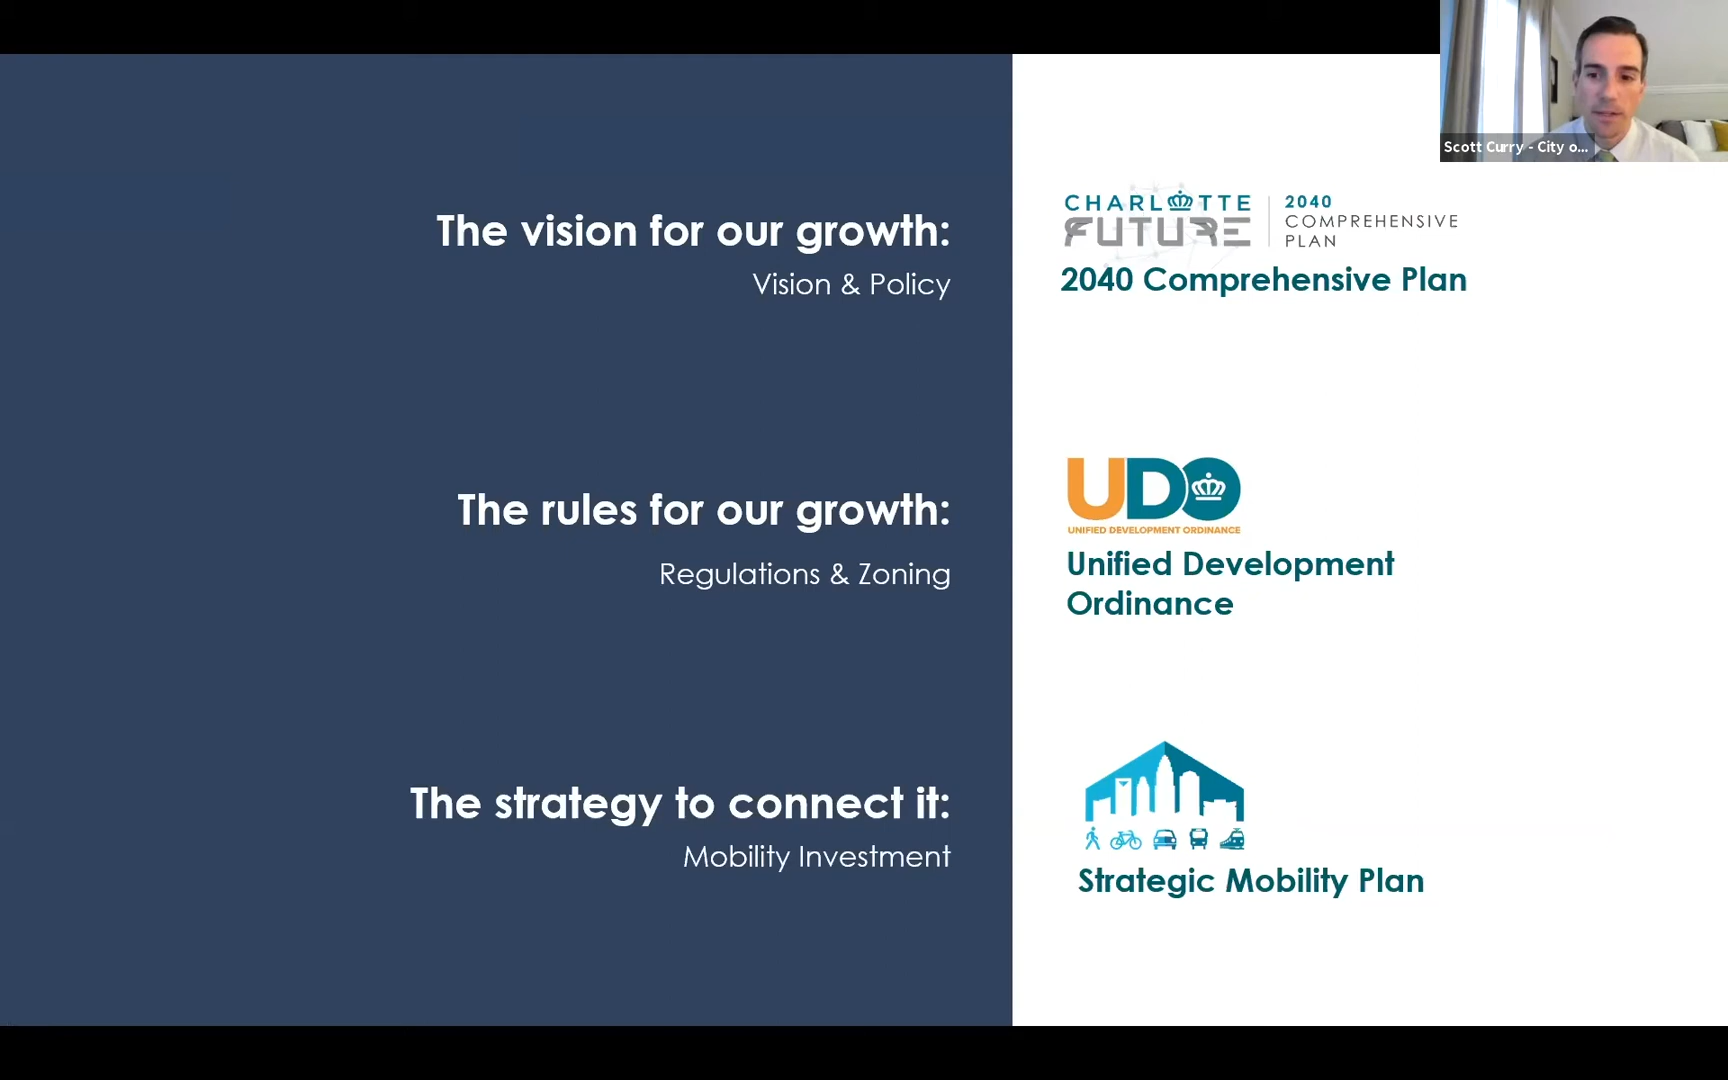 Scott Curry - City o...
The vision for our growth:
Vision & Policy
CHARLOTTE
FUTURE
2040
COMPREHENSIVE
PLAN
2040 Comprehensive Plan
The rules for our growth:
Regulations & Zoning
UDO
UNIFIED DEVELOPMENT ORDINANCE
Unified Development
Ordinance
The strategy to connect it:
Mobility Investment
Strategic Mobility Plan